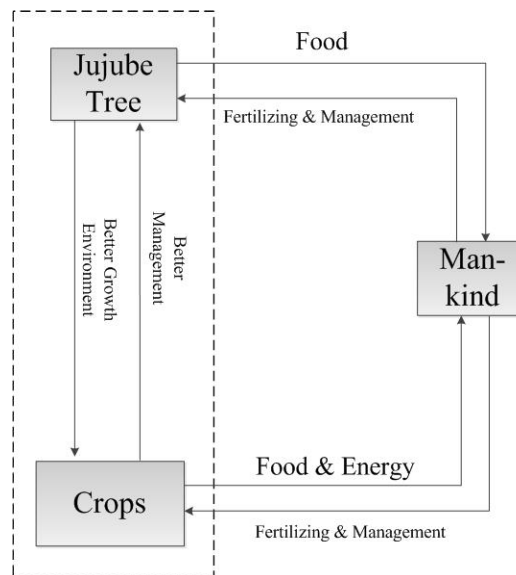 Food
Jujube
Tree
Fertilizing & Management
Better Growth
Environment
Better
Management
Man-
kind
Food & Energy
Crops
Fertilizing & Management